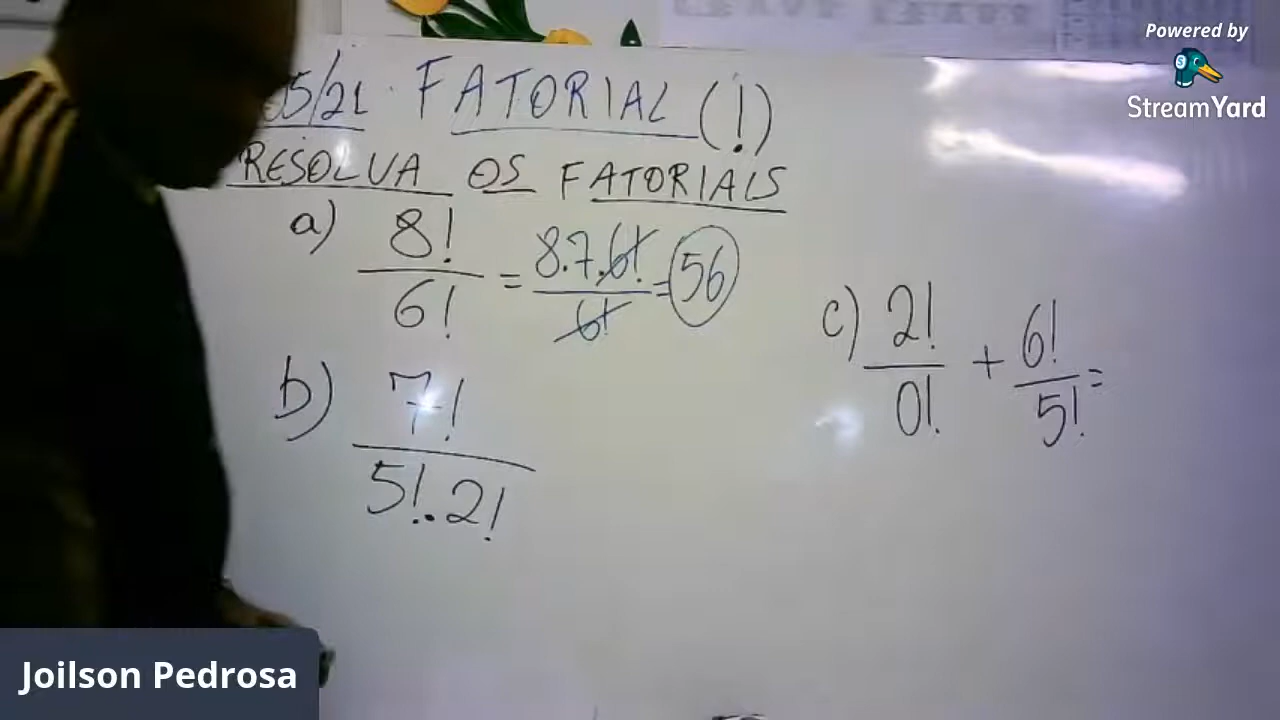 5/21. FATORIAL (!)
RESOLVA OS FATORIAIS
a) 8!/6! = 8.7.6!/6! = 56
b) 7!/5!.2!
c) 2!/0! + 6!/5! =
Powered by
StreamYard
Joilson Pedrosa